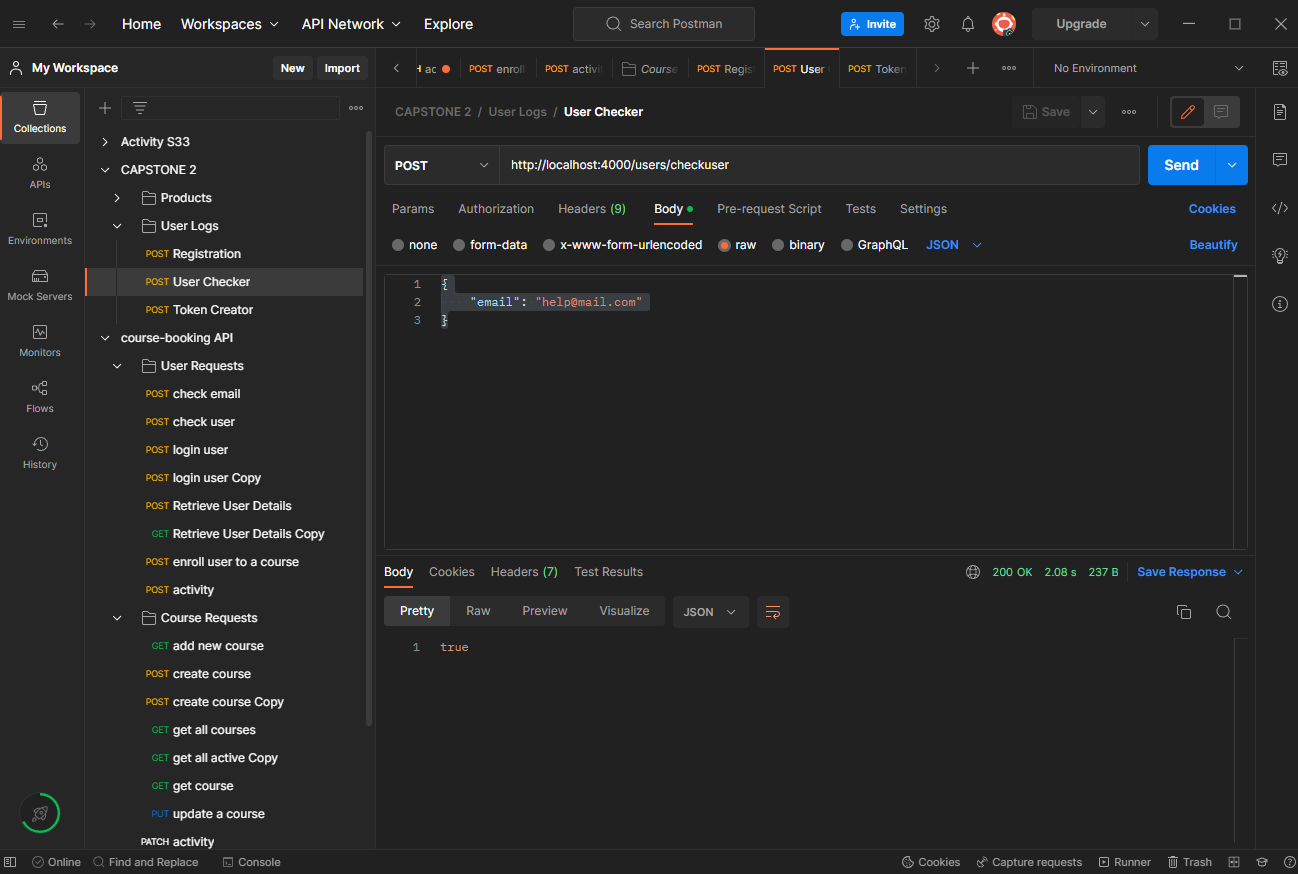 Home Workspaces API Network Explore Search Postman Invite Upgrade
My Workspace New Import
POST enroll POST activi Course POST Regis POST User POST Token No Environment
Collections
APIs
Environments
Mock Servers
Monitors
Flows
History
Activity S33
CAPSTONE 2
Products
User Logs
POST Registration
POST User Checker
POST Token Creator
course-booking API
User Requests
POST check email
POST check user
POST login user
POST login user Copy
POST Retrieve User Details
GET Retrieve User Details Copy
POST enroll user to a course
POST activity
Course Requests
GET add new course
POST create course
POST create course Copy
GET get all courses
GET get all active Copy
GET get course
PUT update a course
PATCH activity
CAPSTONE 2 / User Logs / User Checker Save
POST http://localhost:4000/users/checkuser Send
Params Authorization Headers (9) Body Pre-request Script Tests Settings Cookies
none form-data x-www-form-urlencoded raw binary GraphQL JSON Beautify
1 {
2 "email": "help@mail.com"
3 }
Body Cookies Headers (7) Test Results 200 OK 2.08 s 237 B Save Response
Pretty Raw Preview Visualize JSON
1 true
Online Find and Replace Console Cookies Capture requests Runner Trash